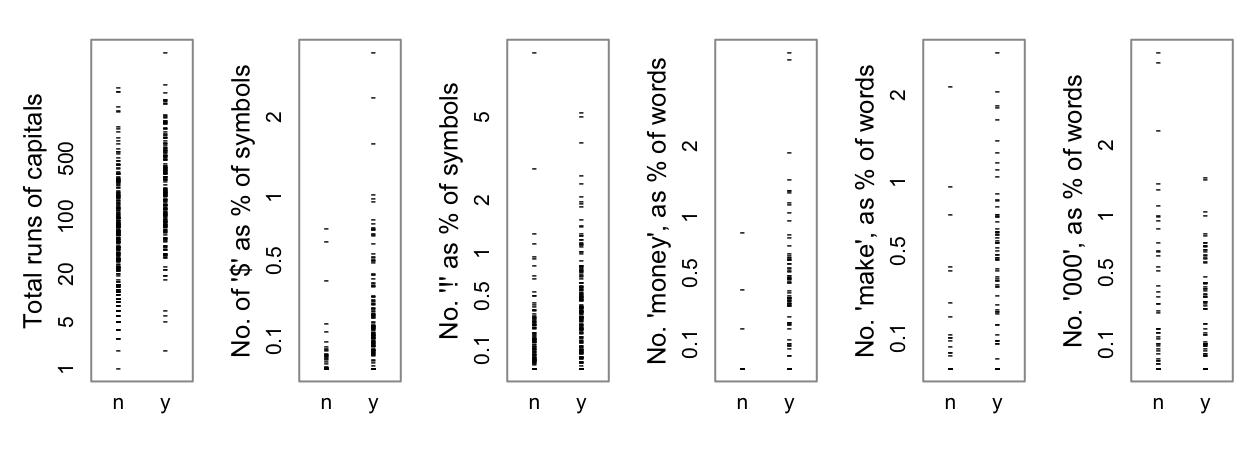 Total runs of capitals
1 5 20 100 500
n y
No. of '$' as % of symbols
0.1 0.5 1 2
n y
No. '!' as % of symbols
0.1 0.5 1 2 5
n y
No. 'money', as % of words
0.1 0.5 1 2
n y
No. 'make', as % of words
0.1 0.5 1 2
n y
No. '000', as % of words
0.1 0.5 1 2
n y